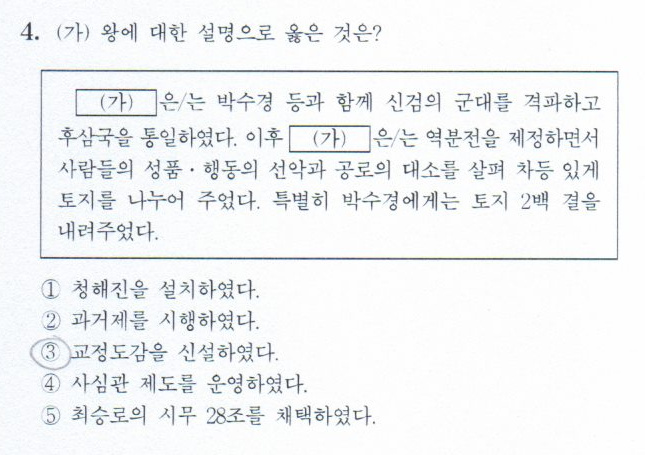 4. (가) 왕에 대한 설명으로 옳은 것은?
(가) 은/는 박수경 등과 함께 신검의 군대를 격파하고
후삼국을 통일하였다. 이후 (가) 은/는 역분전을 제정하면서
사람들의 성품·행동의 선악과 공로의 대소를 살펴 차등 있게
토지를 나누어 주었다. 특별히 박수경에게는 토지 2백 결을
내려주었다.
① 청해진을 설치하였다.
② 과거제를 시행하였다.
③ 교정도감을 신설하였다.
④ 사심관 제도를 운영하였다.
⑤ 최승로의 시무 28조를 채택하였다.